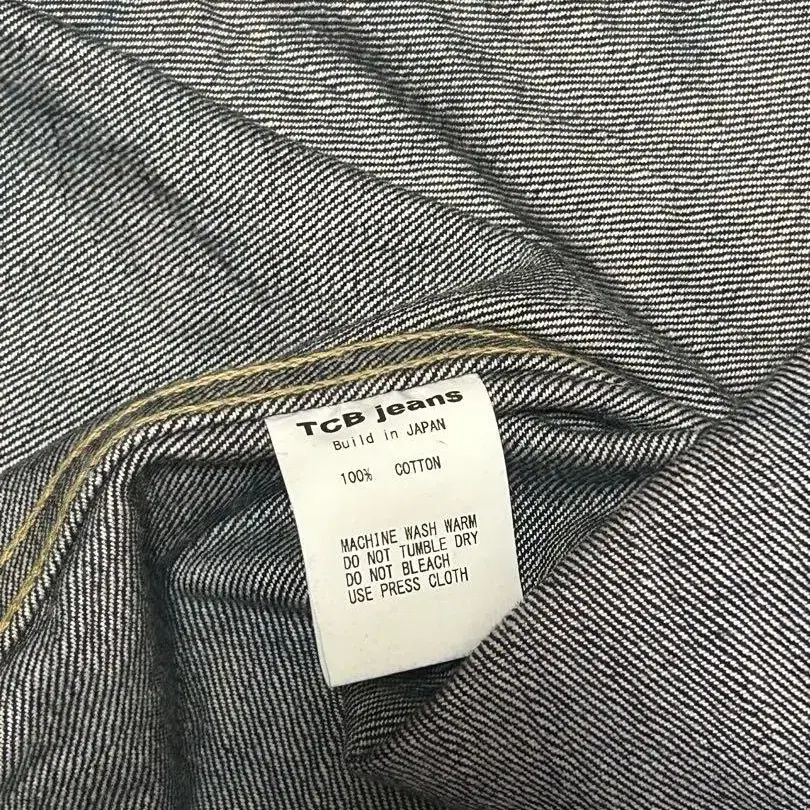 TCB jeans
Build in JAPAN
100% COTTON
MACHINE WASH WARM
DO NOT TUMBLE DRY
DO NOT BLEACH
USE PRESS CLOTH